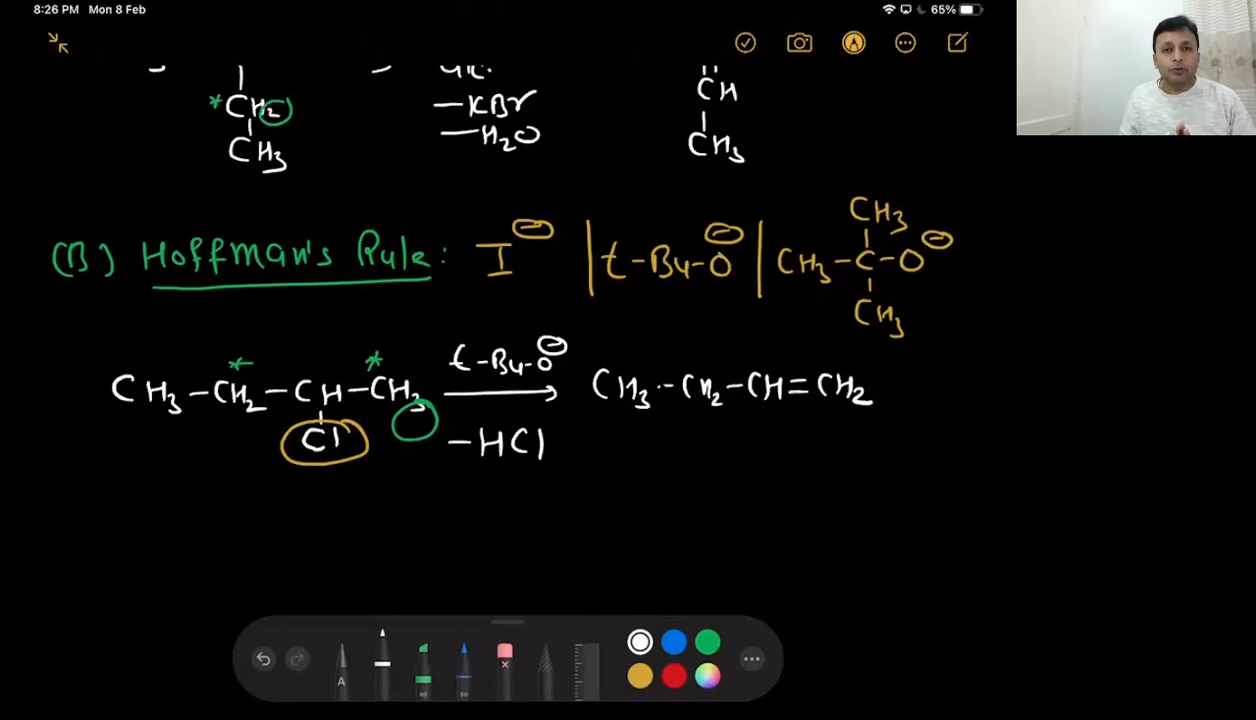 8:26 PM Mon 8 Feb
65%
*CH2
CH3
—KBr
—H2O
CH
CH3
(B) Hoffman's Rule: I⊖ | t-Bu-O⊖ | CH3-C-O⊖
CH3
CH3
* *
CH3-CH2-CH-CH3
Cl
t-Bu-O⊖
-HCl
CH3--CH2-CH=CH2
A